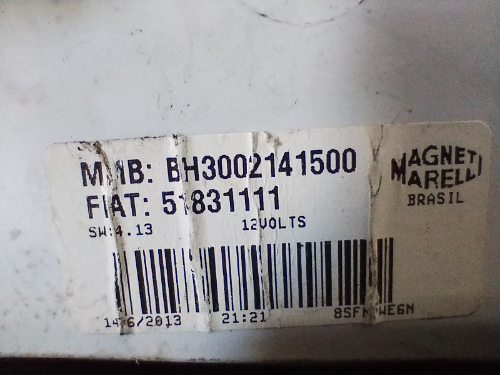 MMB: BH3002141500
FIAT: 51831111
SW:4.13 12VOLTS
MAGNETI
MARELLI
BRASIL
14/6/2013 21:21